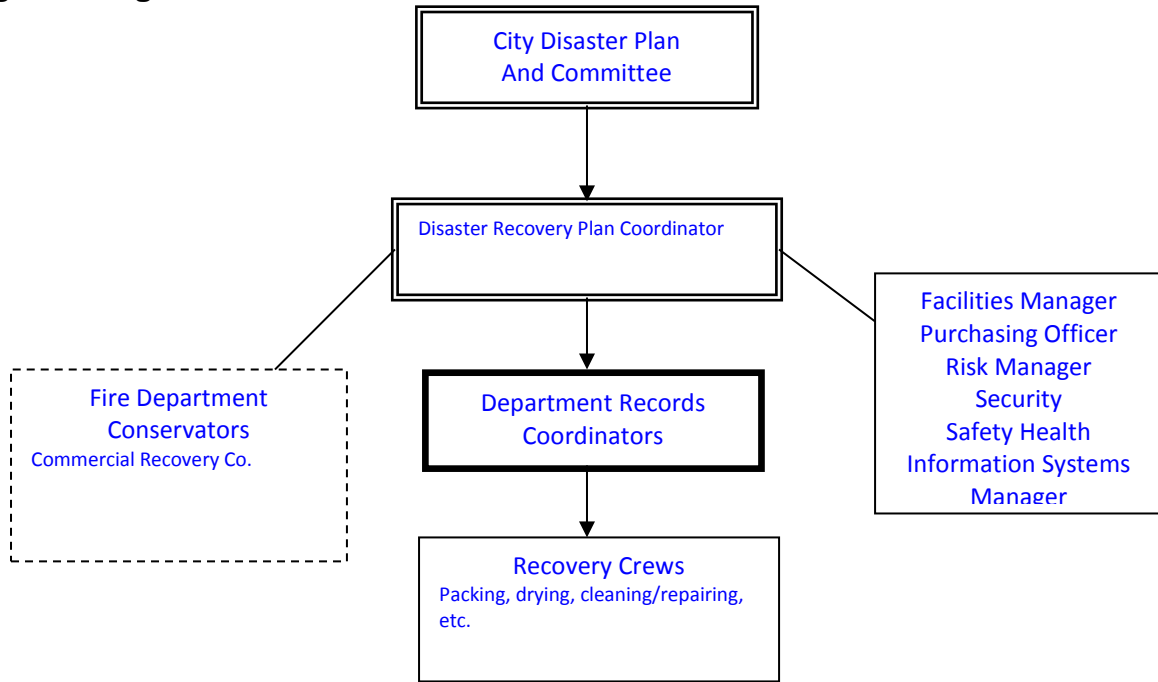 City Disaster Plan
And Committee
Disaster Recovery Plan Coordinator
Facilities Manager
Purchasing Officer
Risk Manager
Security
Safety Health
Information Systems
Manager
Fire Department
Conservators
Commercial Recovery Co.
Department Records
Coordinators
Recovery Crews
Packing, drying, cleaning/repairing,
etc.